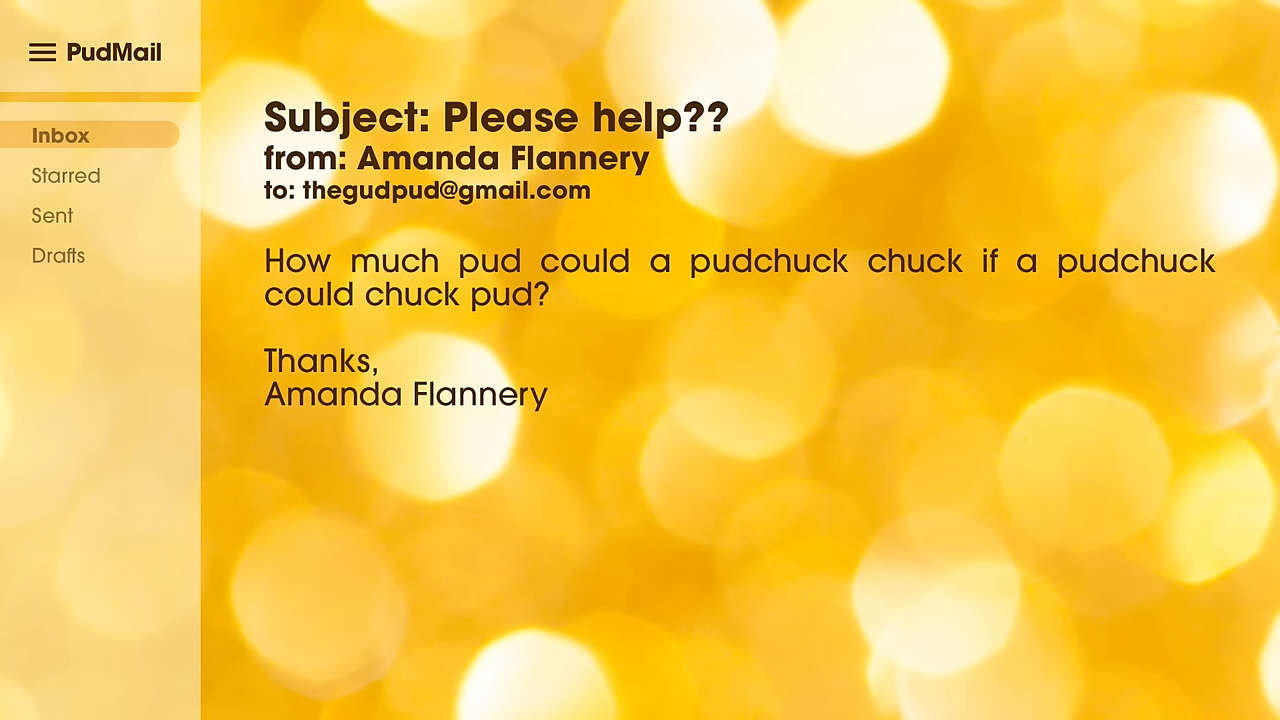 PudMail
Inbox
Starred
Sent
Drafts
Subject: Please help??
from: Amanda Flannery
to: thegudpud@gmail.com
How much pud could a pudchuck chuck if a pudchuck
could chuck pud?
Thanks,
Amanda Flannery